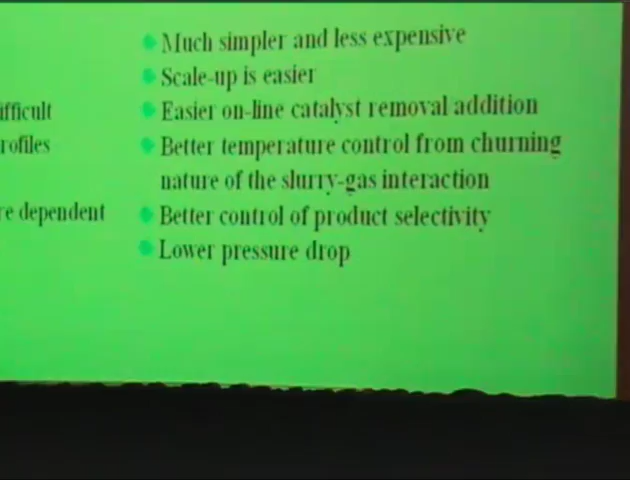 Much simpler and less expensive
Scale-up is easier
ifficult
Easier on-line catalyst removal addition
rofiles
Better temperature control from churning
nature of the slurry-gas interaction
re dependent
Better control of product selectivity
Lower pressure drop